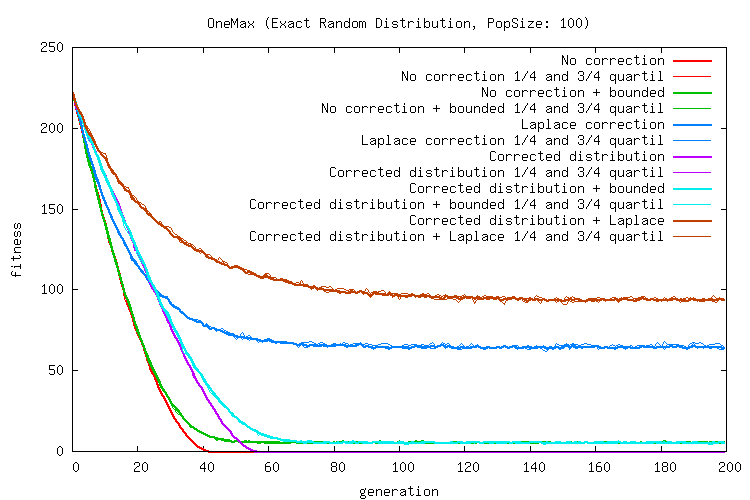 OneMax (Exact Random Distribution, PopSize: 100)
250
200
150
100
50
0
fitness
No correction
No correction 1/4 and 3/4 quartil
No correction + bounded
No correction + bounded 1/4 and 3/4 quartil
Laplace correction
Laplace correction 1/4 and 3/4 quartil
Corrected distribution
Corrected distribution 1/4 and 3/4 quartil
Corrected distribution + bounded
Corrected distribution + bounded 1/4 and 3/4 quartil
Corrected distribution + Laplace
Corrected distribution + Laplace 1/4 and 3/4 quartil
0 20 40 60 80 100 120 140 160 180 200
generation